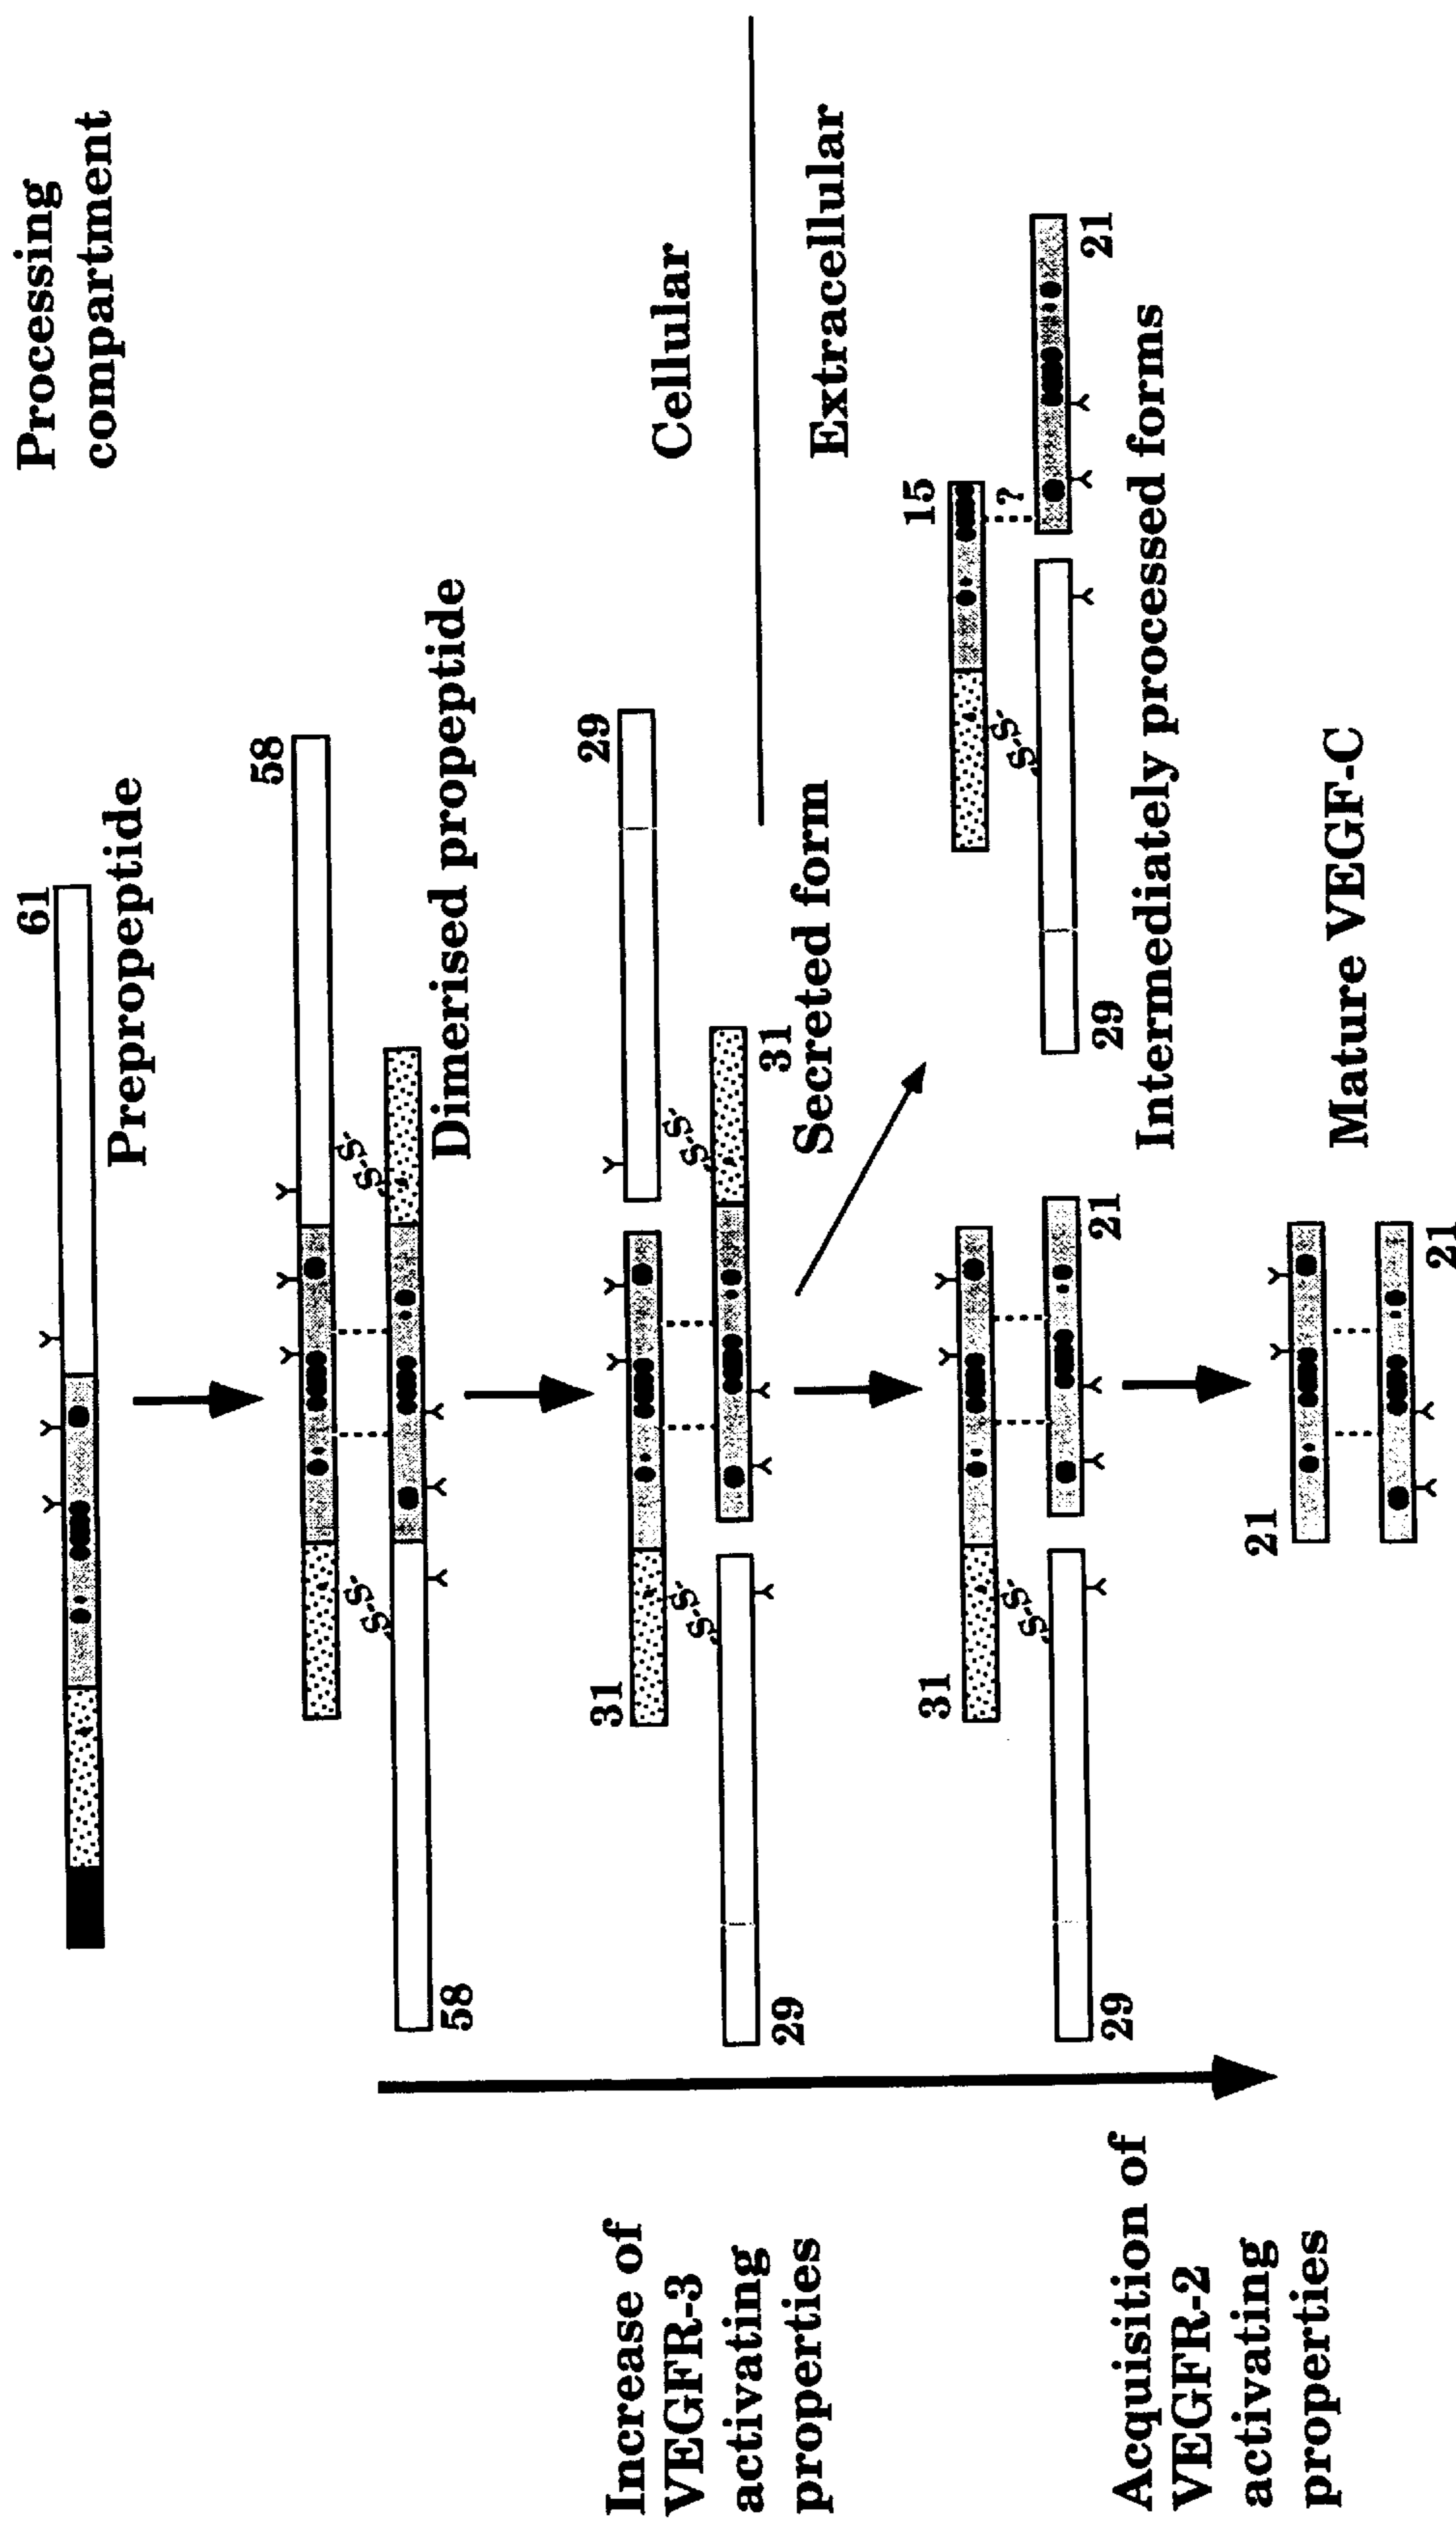 Processing
compartment
61
Prepropeptide
58
S-S
S-S
58
Dimerised propeptide
29
31
S-S
S-S
29
31
Secreted form
Cellular
Extracellular
Increase of
VEGFR-3
activating
properties
31
S-S
29
21
15
?
S-S
29
21
Intermediately processed forms
Acquisition of
VEGFR-2
activating
properties
21
21
Mature VEGF-C